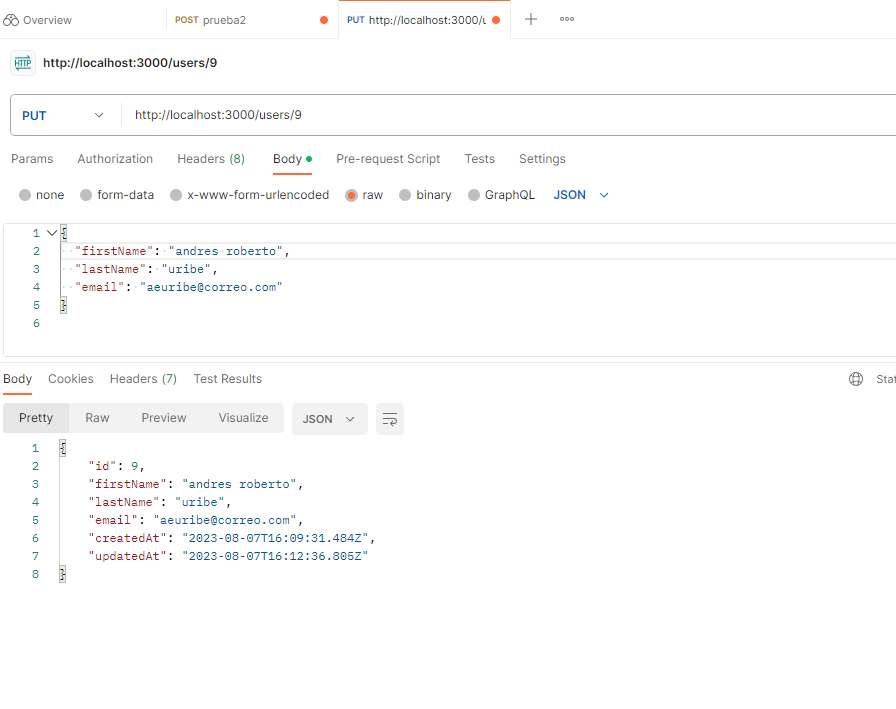 Overview POST prueba2 PUT http://localhost:3000/u
HTTP http://localhost:3000/users/9
PUT http://localhost:3000/users/9
Params Authorization Headers (8) Body Pre-request Script Tests Settings
none form-data x-www-form-urlencoded raw binary GraphQL JSON
1 {
2 "firstName": "andres roberto",
3 "lastName": "uribe",
4 "email": "aeuribe@correo.com"
5 }
6
Body Cookies Headers (7) Test Results Stat
Pretty Raw Preview Visualize JSON
1 {
2 "id": 9,
3 "firstName": "andres roberto",
4 "lastName": "uribe",
5 "email": "aeuribe@correo.com",
6 "createdAt": "2023-08-07T16:09:31.484Z",
7 "updatedAt": "2023-08-07T16:12:36.805Z"
8 }